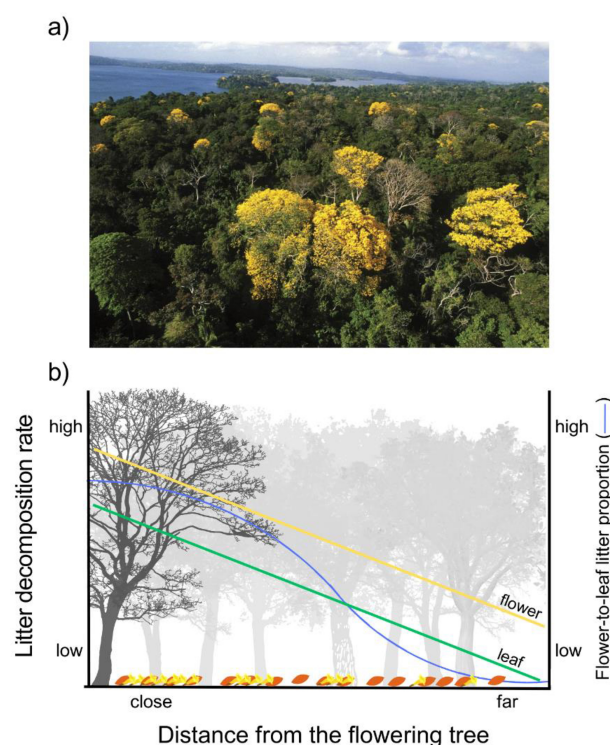 a)
b)
high
low
Litter decomposition rate
flower
leaf
high
low
Flower-to-leaf litter proportion (—)
close
far
Distance from the flowering tree